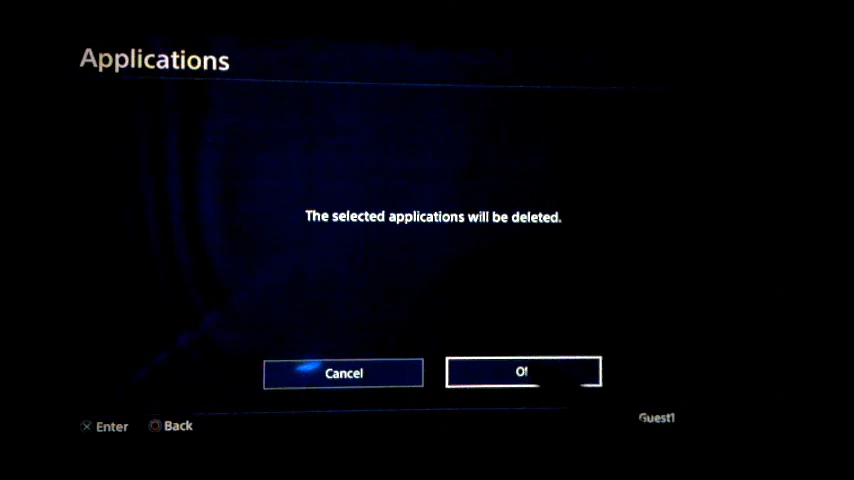 Applications
The selected applications will be deleted.
Cancel
Enter
Back
Guest1